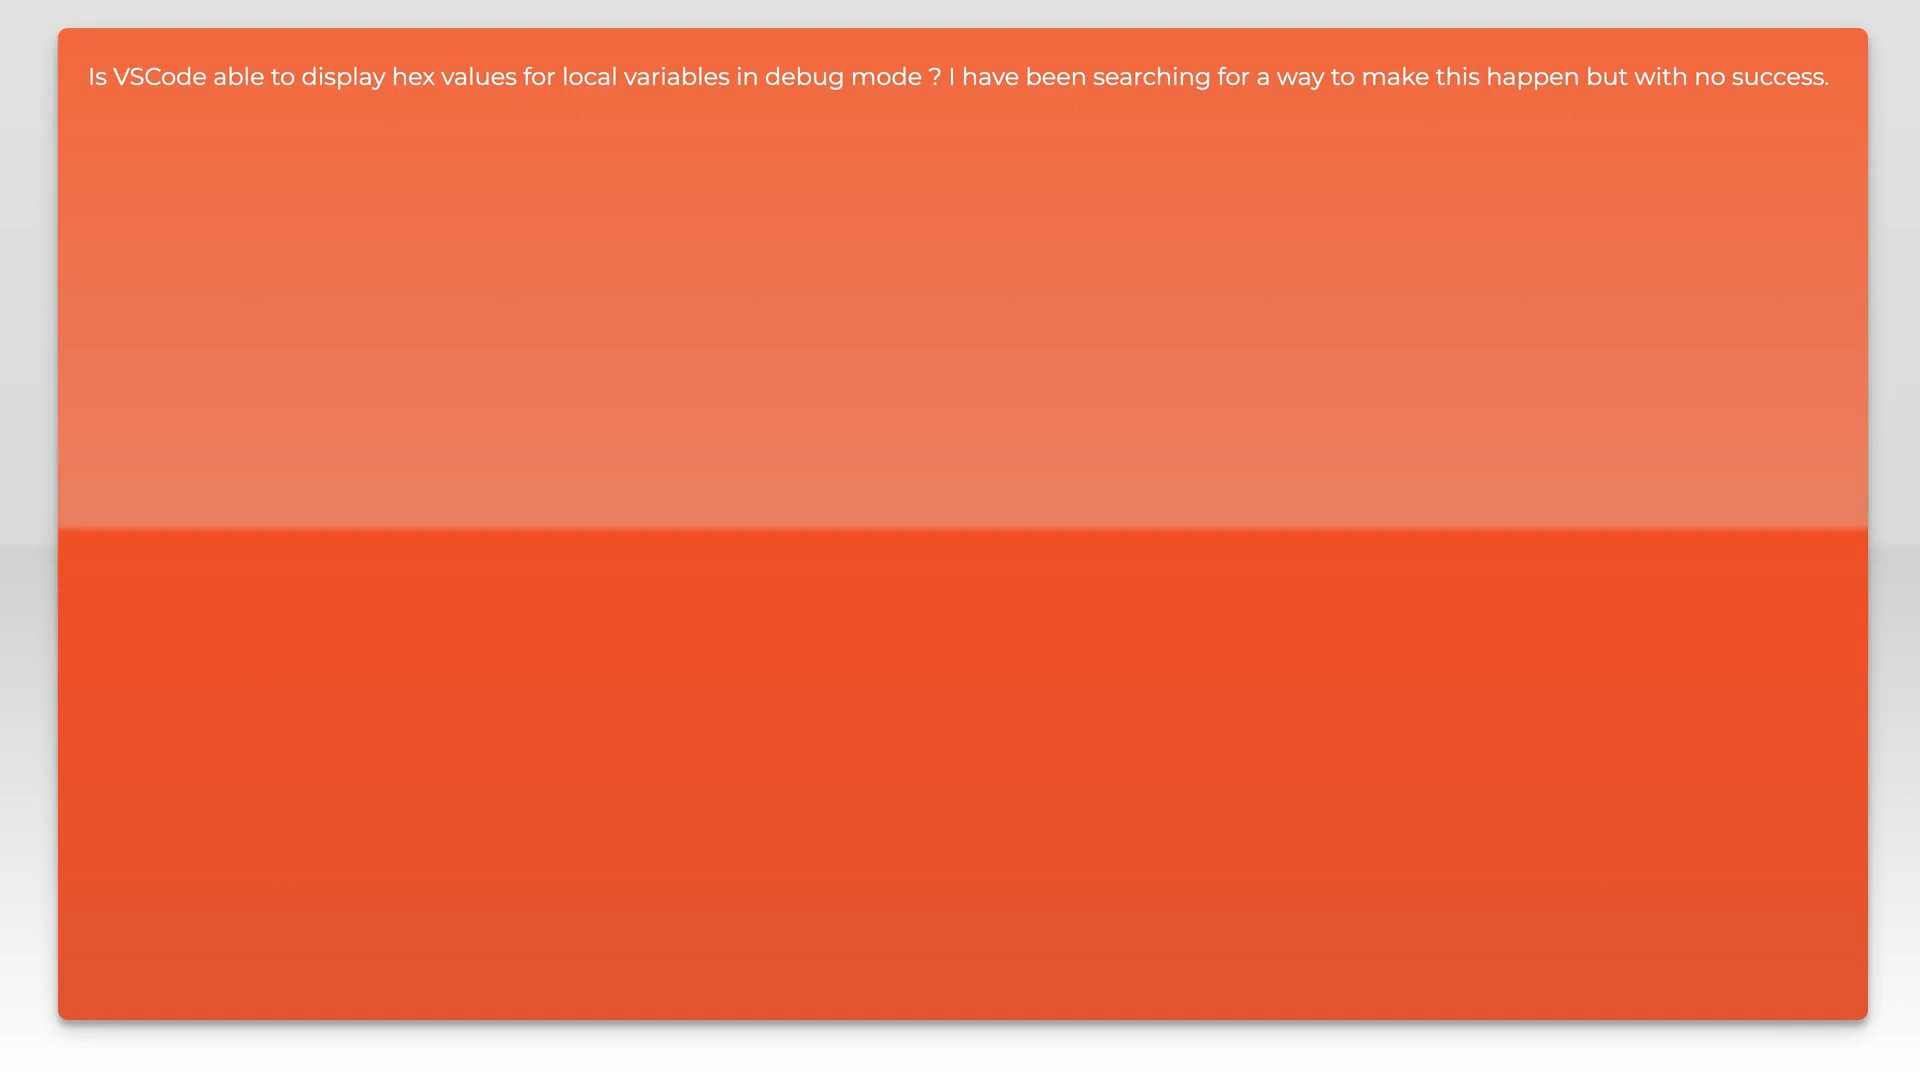 Is VSCode able to display hex values for local variables in debug mode ? I have been searching for a way to make this happen but with no success.